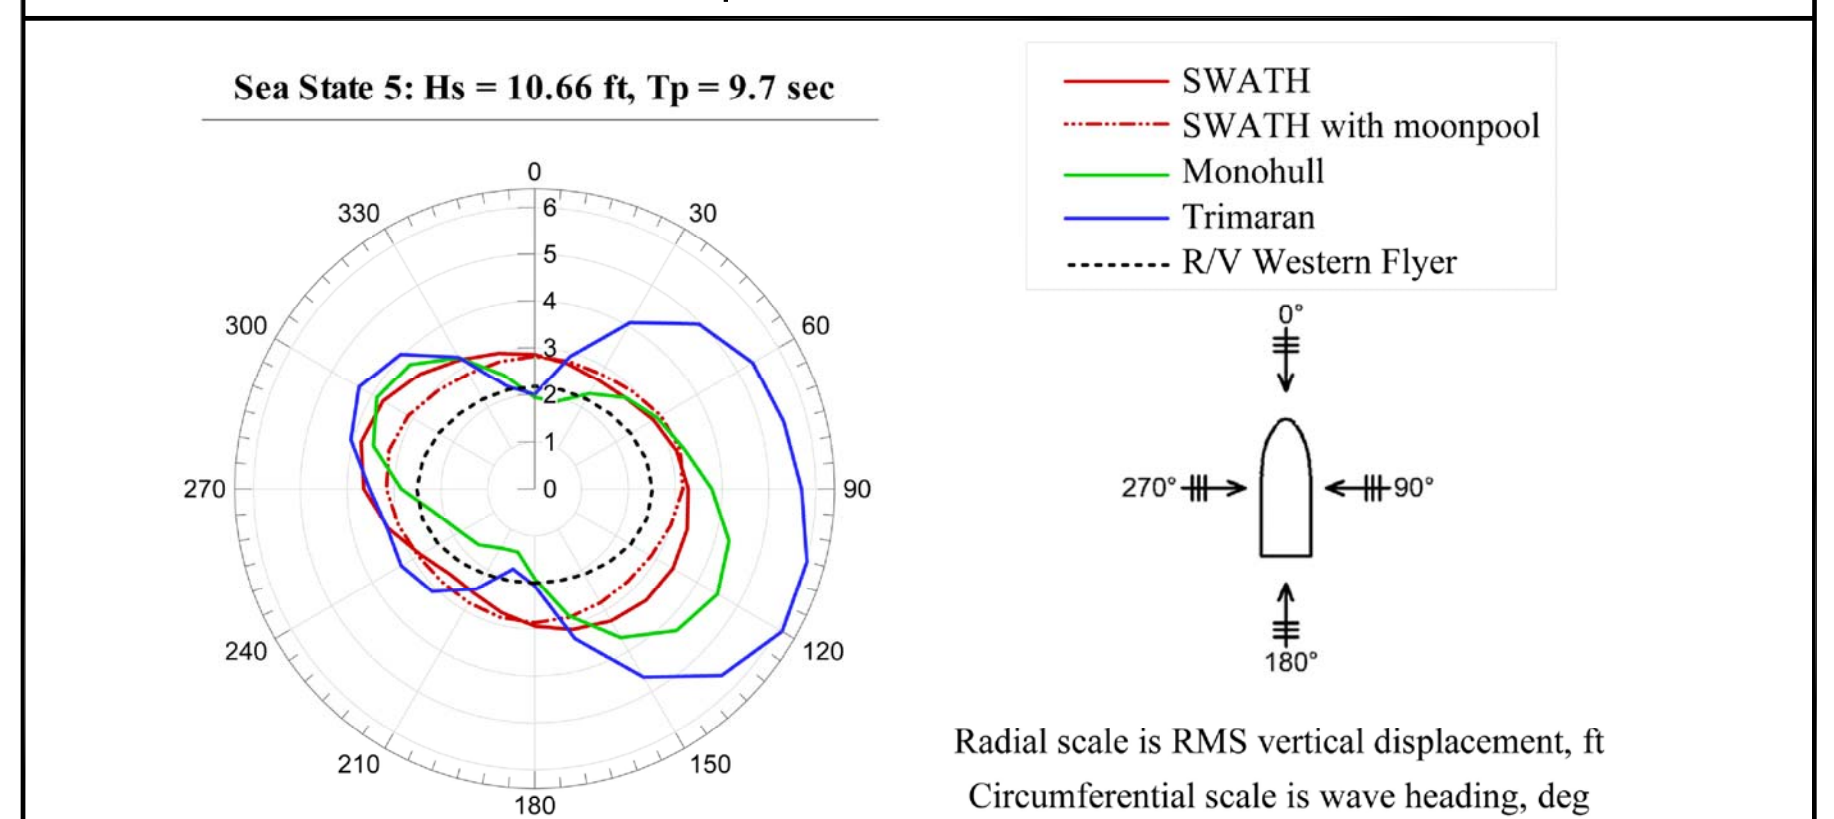 Sea State 5: Hs = 10.66 ft, Tp = 9.7 sec
SWATH
SWATH with moonpool
Monohull
Trimaran
R/V Western Flyer
0
330
30
6
5
300
60
4
3
2
1
270
0
90
240
120
210
150
180
0°
270°
90°
180°
Radial scale is RMS vertical displacement, ft
Circumferential scale is wave heading, deg